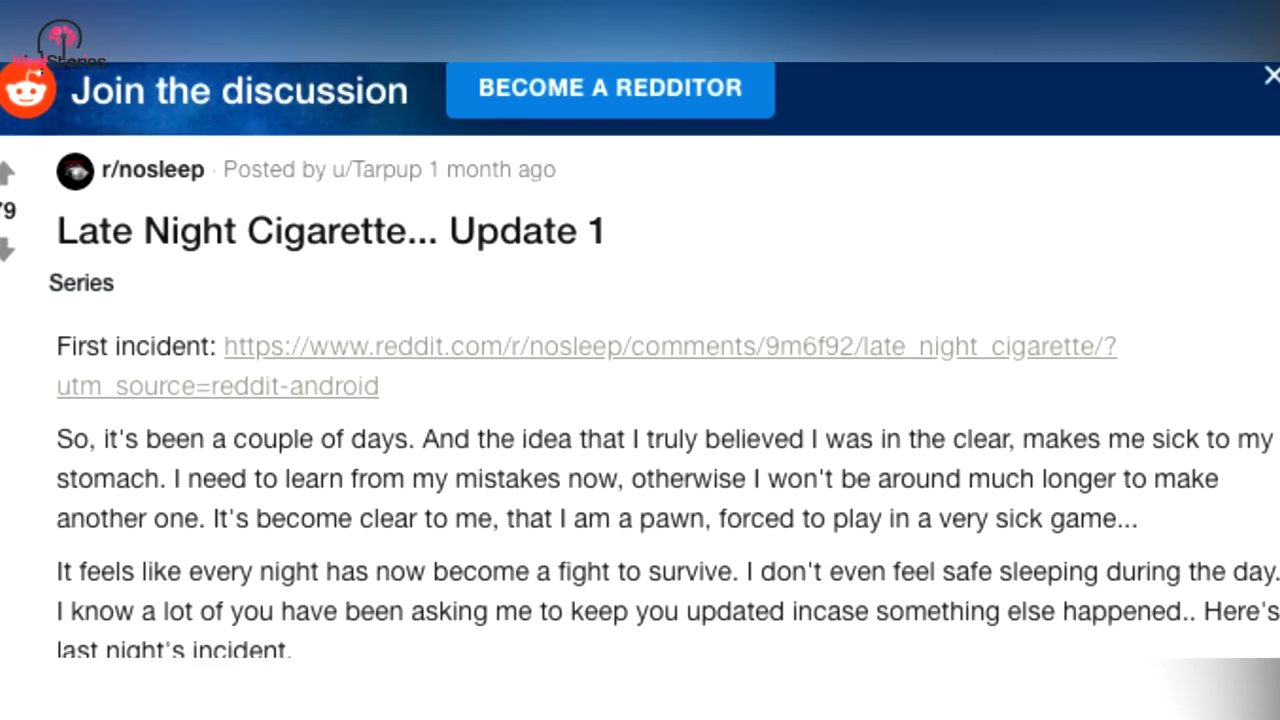 Viral Stories
Join the discussion
BECOME A REDDITOR
r/nosleep · Posted by u/Tarpup 1 month ago
79
Late Night Cigarette... Update 1
Series
First incident: https://www.reddit.com/r/nosleep/comments/9m6f92/late_night_cigarette/?
utm_source=reddit-android
So, it's been a couple of days. And the idea that I truly believed I was in the clear, makes me sick to my
stomach. I need to learn from my mistakes now, otherwise I won't be around much longer to make
another one. It's become clear to me, that I am a pawn, forced to play in a very sick game...
It feels like every night has now become a fight to survive. I don't even feel safe sleeping during the day.
I know a lot of you have been asking me to keep you updated incase something else happened.. Here's
last night's incident.